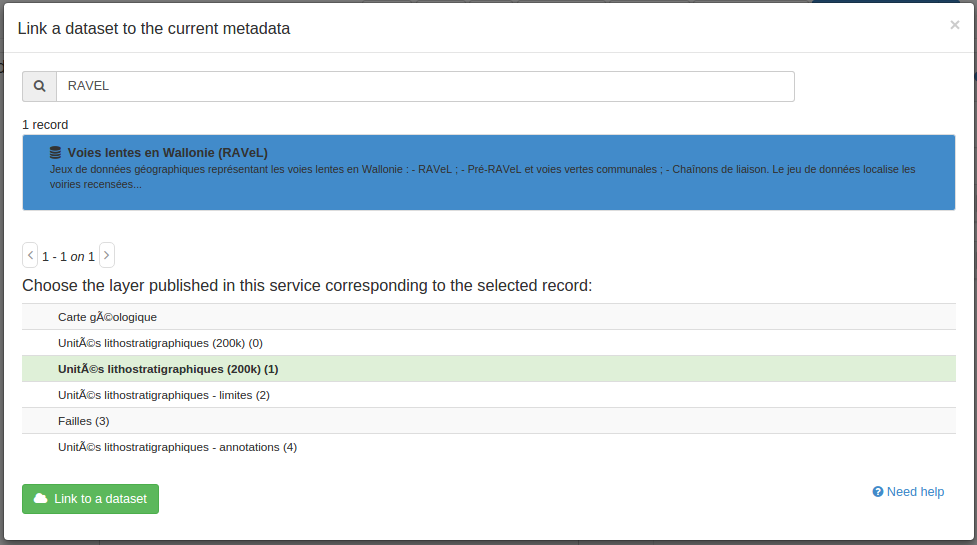 Link a dataset to the current metadata
×
RAVEL
1 record
Voies lentes en Wallonie (RAVeL)
Jeux de données géographiques représentant les voies lentes en Wallonie : - RAVeL ; - Pré-RAVeL et voies vertes communales ; - Chaînons de liaison. Le jeu de données localise les
voiries recensées...
1 - 1 on 1
Choose the layer published in this service corresponding to the selected record:
Carte gÃ©ologique
UnitÃ©s lithostratigraphiques (200k) (0)
UnitÃ©s lithostratigraphiques (200k) (1)
UnitÃ©s lithostratigraphiques - limites (2)
Failles (3)
UnitÃ©s lithostratigraphiques - annotations (4)
Link to a dataset
Need help